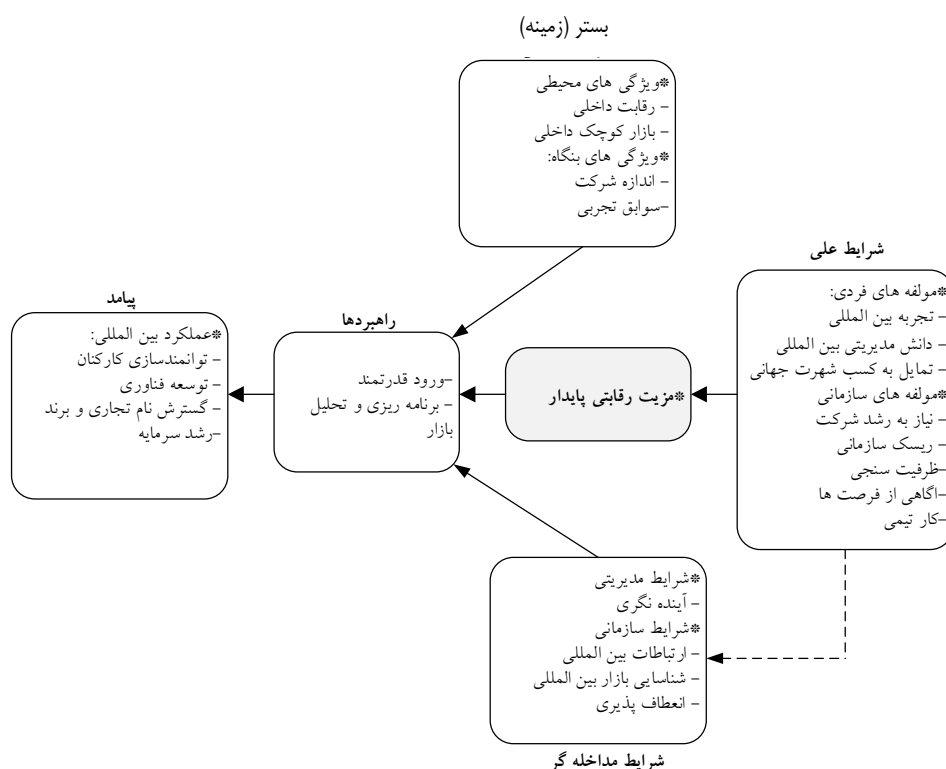 بستر (زمینه)
*ویژگی های محیطی
- رقابت داخلی
- بازار کوچک داخلی
*ویژگی های بنگاه:
- اندازه شرکت
-سوابق تجربی
شرایط علی
*مولفه های فردی:
- تجربه بین المللی
- دانش مدیریتی بین المللی
- تمایل به کسب شهرت جهانی
*مولفه های سازمانی
- نیاز به رشد شرکت
- ریسک سازمانی
-ظرفیت سنجی
-اگاهی از فرصت ها
-کار تیمی
*مزیت رقابتی پایدار
راهبردها
-ورود قدرتمند
- برنامه ریزی و تحلیل
بازار
پیامد
*عملکرد بین المللی:
- توانمندسازی کارکنان
- توسعه فناوری
- گسترش نام تجاری و برند
-رشد سرمایه
*شرایط مدیریتی
- آینده نگری
*شرایط سازمانی
- ارتباطات بین المللی
- شناسایی بازار بین المللی
- انعطاف پذیری
شرایط مداخله گر